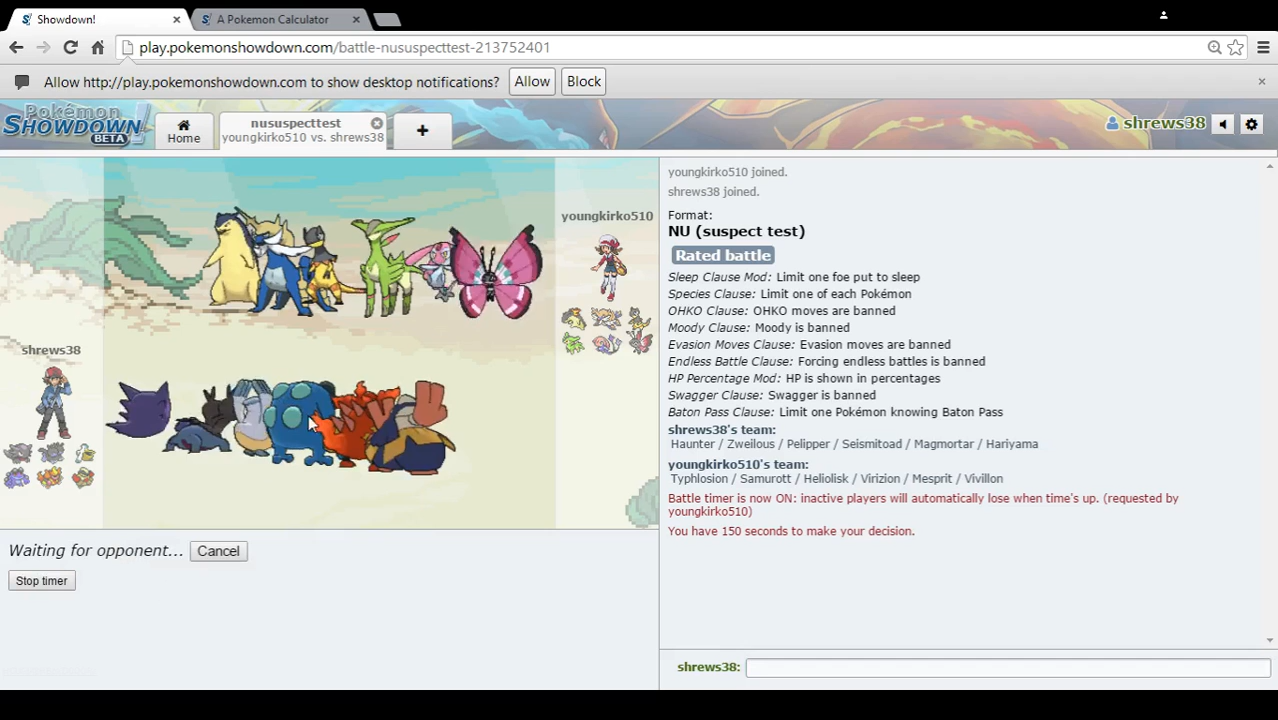 Showdown!
A Pokemon Calculator
play.pokemonshowdown.com/battle-nususpecttest-213752401
Allow http://play.pokemonshowdown.com to show desktop notifications?
Allow
Block
Pokémon
SHOWDOWN
BETA
Home
nususpecttest
youngkirko510 vs. shrews38
+
shrews38
youngkirko510
shrews38
Waiting for opponent...
Cancel
Stop timer
youngkirko510 joined.
shrews38 joined.
Format:
NU (suspect test)
Rated battle
Sleep Clause Mod: Limit one foe put to sleep
Species Clause: Limit one of each Pokémon
OHKO Clause: OHKO moves are banned
Moody Clause: Moody is banned
Evasion Moves Clause: Evasion moves are banned
Endless Battle Clause: Forcing endless battles is banned
HP Percentage Mod: HP is shown in percentages
Swagger Clause: Swagger is banned
Baton Pass Clause: Limit one Pokémon knowing Baton Pass
shrews38's team:
Haunter / Zweilous / Pelipper / Seismitoad / Magmortar / Hariyama
youngkirko510's team:
Typhlosion / Samurott / Heliolisk / Virizion / Mesprit / Vivillon
Battle timer is now ON: inactive players will automatically lose when time's up. (requested by
youngkirko510)
You have 150 seconds to make your decision.
shrews38: